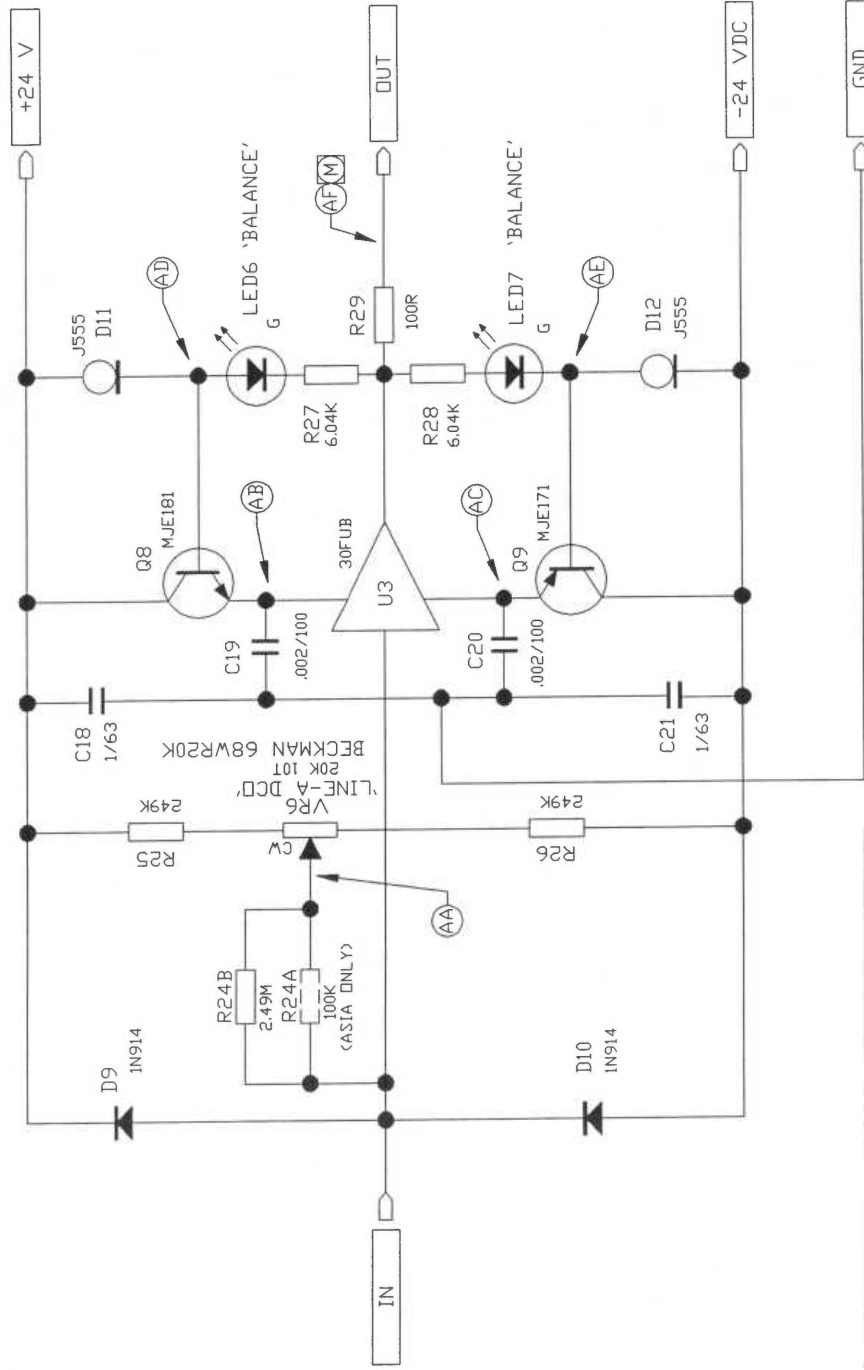 +24 V
OUT
-24 VDC
GND
IN
J555
D11
AD
LED6 'BALANCE'
G
AF
M
R29
100R
R27
6.04K
R28
6.04K
LED7 'BALANCE'
G
AE
D12
J555
Q8
MJE181
AB
30FUB
U3
AC
Q9
MJE171
C19
.002/100
C20
.002/100
C18
1/63
C21
1/63
BECKMAN 68WR20K
20K 10T
'LINE-A DCO'
VR6
CW
249K
R25
249K
R26
AA
R24B
2.49M
R24A
100K
(ASIA ONLY)
D9
1N914
D10
1N914